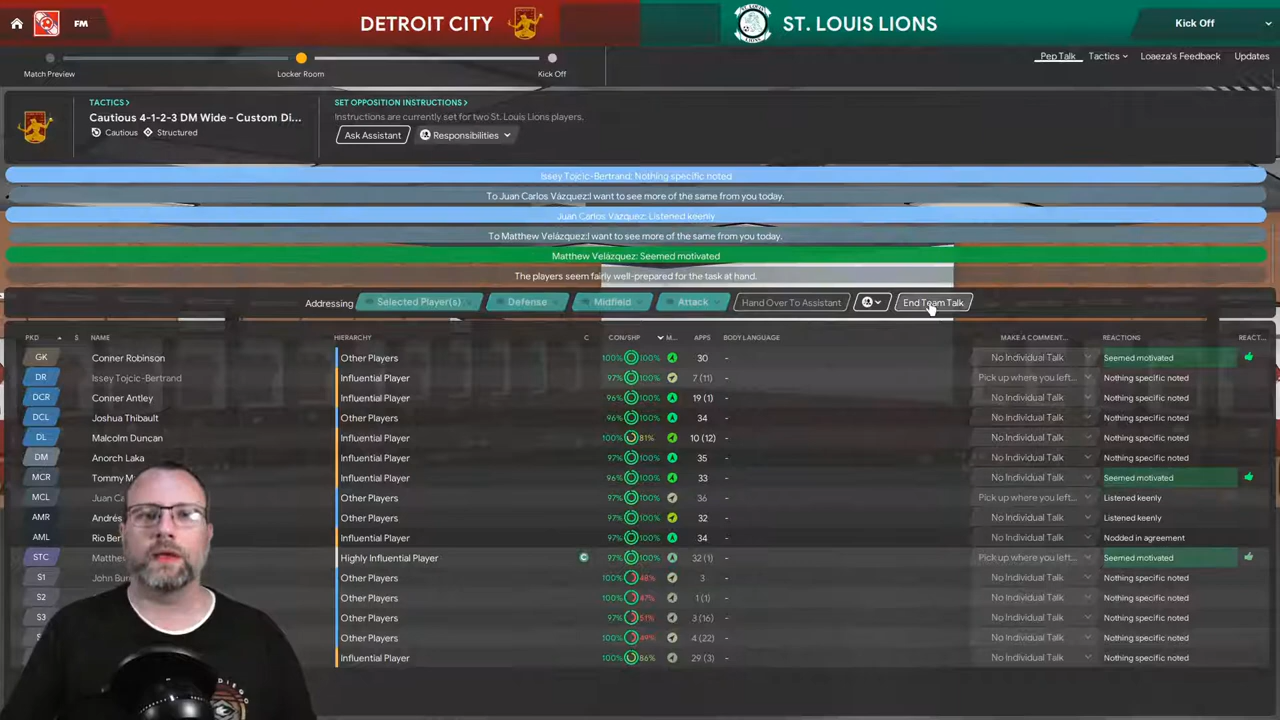 FM
DETROIT CITY
ST. LOUIS LIONS
Kick Off
Match Preview
Locker Room
Kick Off
Pep Talk
Tactics
Loaeza's Feedback
Updates
TACTICS
Cautious 4-1-2-3 DM Wide - Custom Di...
Cautious
Structured
SET OPPOSITION INSTRUCTIONS
Instructions are currently set for two St. Louis Lions players.
Ask Assistant
Responsibilities
Issey Tojcic-Bertrand: Nothing specific noted
To Juan Carlos Vázquez:I want to see more of the same from you today.
Juan Carlos Vázquez: Listened keenly
To Matthew Velázquez:I want to see more of the same from you today.
Matthew Velázquez: Seemed motivated
The players seem fairly well-prepared for the task at hand.
Addressing Selected Player(s) Defense Midfield Attack Hand Over To Assistant End Team Talk
PKD S NAME HIERARCHY C CON/SHP M... APPS BODY LANGUAGE MAKE A COMMENT... REACTIONS REACT...
GK Conner Robinson Other Players 100% 100% 30 - No Individual Talk Seemed motivated
DR Issey Tojcic-Bertrand Influential Player 97% 100% 7 (11) - Pick up where you left... Nothing specific noted
DCR Conner Antley Influential Player 96% 100% 19 (1) - No Individual Talk Nothing specific noted
DCL Joshua Thibault Other Players 96% 100% 34 - No Individual Talk Nothing specific noted
DL Malcolm Duncan Influential Player 100% 81% 10 (12) - No Individual Talk Nothing specific noted
DM Anorch Laka Influential Player 97% 100% 35 - No Individual Talk Nothing specific noted
MCR Tommy M Influential Player 96% 100% 33 - No Individual Talk Seemed motivated
MCL Juan Ca Other Players 97% 100% 36 - Pick up where you left... Listened keenly
AMR Andrés Other Players 97% 100% 32 - No Individual Talk Listened keenly
AML Rio Ber Influential Player 97% 100% 34 - No Individual Talk Nodded in agreement
STC Matthe Highly Influential Player C 97% 100% 32 (1) - Pick up where you left... Seemed motivated
S1 John Bur Other Players 100% 48% 3 - No Individual Talk Nothing specific noted
S2 Other Players 100% 47% 1 (1) - No Individual Talk Nothing specific noted
S3 Other Players 97% 51% 3 (16) - No Individual Talk Nothing specific noted
Other Players 100% 49% 4 (22) - No Individual Talk Nothing specific noted
Influential Player 100% 86% 29 (3) - No Individual Talk Nothing specific noted
DIEGO